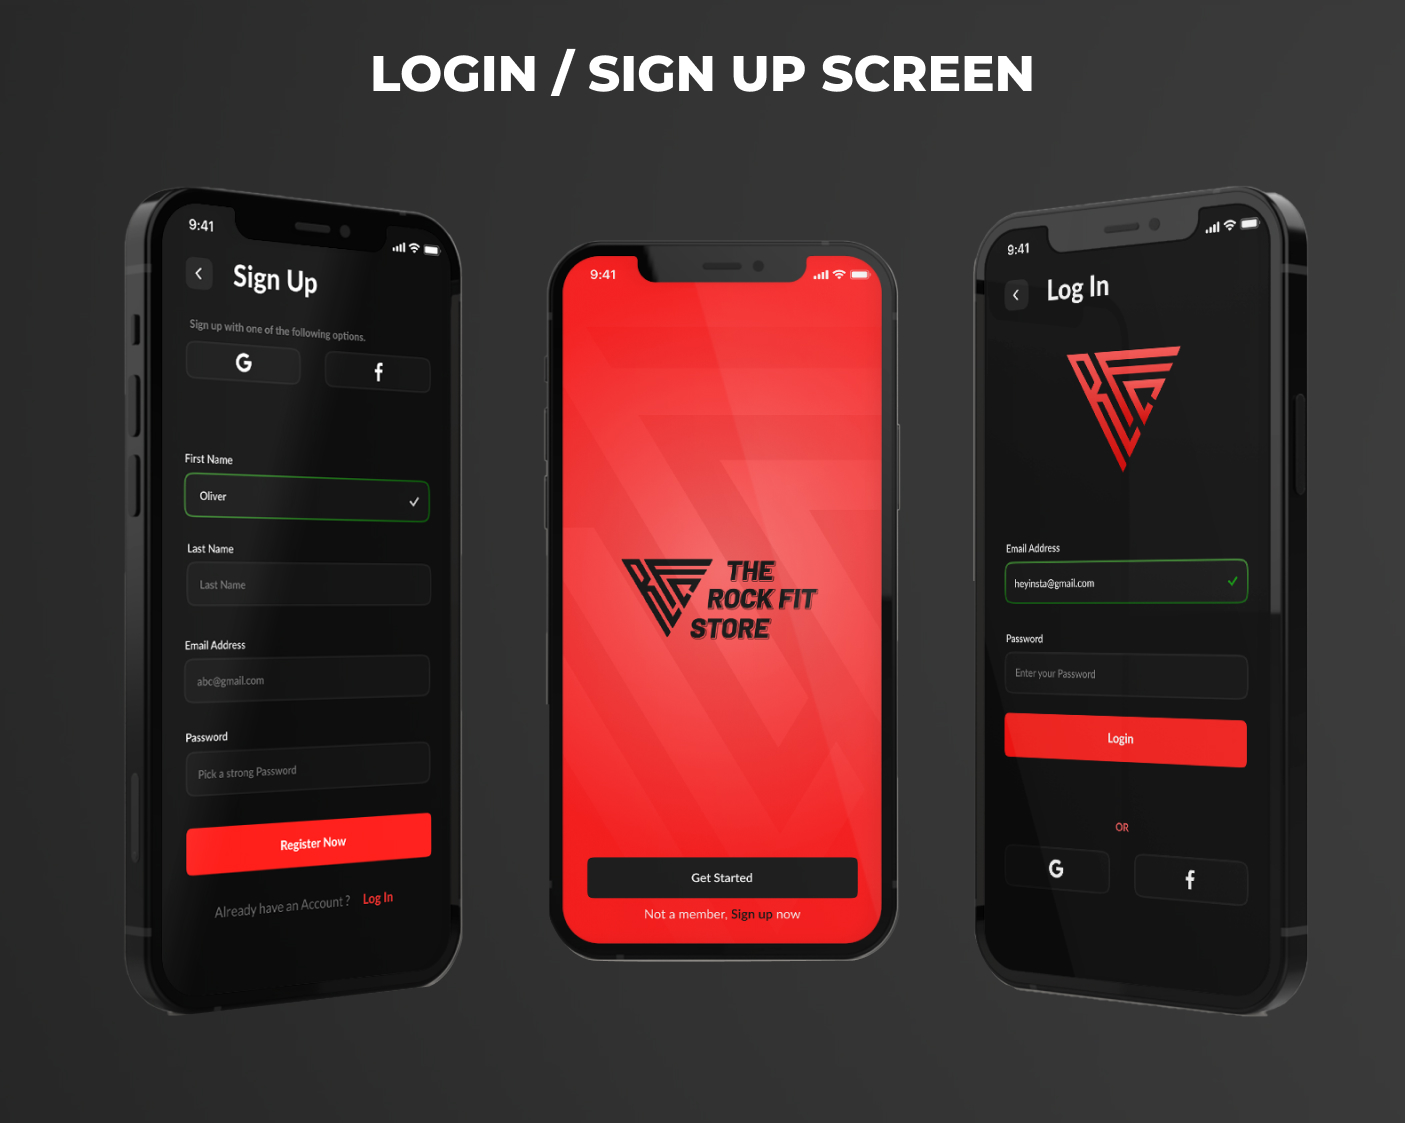 LOGIN / SIGN UP SCREEN
9:41
Sign Up
Sign up with one of the following options.
G
f
First Name
Oliver
Last Name
Last Name
Email Address
abc@gmail.com
Password
Pick a strong Password
Register Now
Already have an Account ? Log In
9:41
THE
ROCK FIT
STORE
Get Started
Not a member, Sign up now
9:41
Log In
Email Address
heyinsta@gmail.com
Password
Enter your Password
Login
OR
G
f